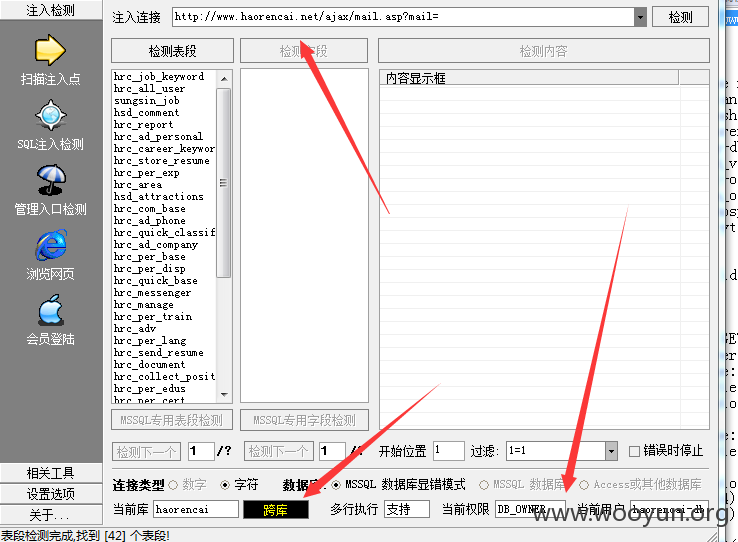 注入检测
扫描注入点
SQL注入检测
管理入口检测
浏览网页
会员登陆
相关工具
设置选项
关于...
注入连接 http://www.haorencai.net/ajax/mail.asp?mail= 检测
检测表段 检测字段 检测内容
内容显示框
hrc_job_keyword
hrc_all_user
sungsin_job
hsd_comment
hrc_report
hrc_ad_personal
hrc_career_keywor
hrc_store_resume
hrc_per_exp
hrc_area
hsd_attractions
hrc_com_base
hrc_ad_phone
hrc_quick_classif
hrc_ad_company
hrc_per_base
hrc_per_disp
hrc_quick_base
hrc_messenger
hrc_manage
hrc_per_train
hrc_adv
hrc_per_lang
hrc_send_resume
hrc_document
hrc_collect_posit
hrc_per_edus
hrc_per_cert
MSSQL专用表段检测 MSSQL专用字段检测
检测下一个 1 /? 检测下一个 1 /? 开始位置 1 过滤: 1=1 错误时停止
连接类型 数字 字符 数据库: MSSQL 数据库显错模式 MSSQL 数据库 Access或其他数据库
当前库 haorencai 跨库 多行执行 支持 当前权限 DB_OWNER 当前用户 haorencai-db
www.wooyun.org
表段检测完成,找到 [42] 个表段!